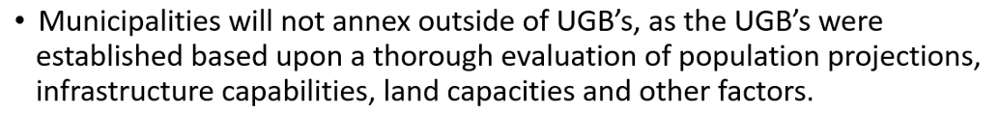 • Municipalities will not annex outside of UGB’s, as the UGB’s were
established based upon a thorough evaluation of population projections,
infrastructure capabilities, land capacities and other factors.